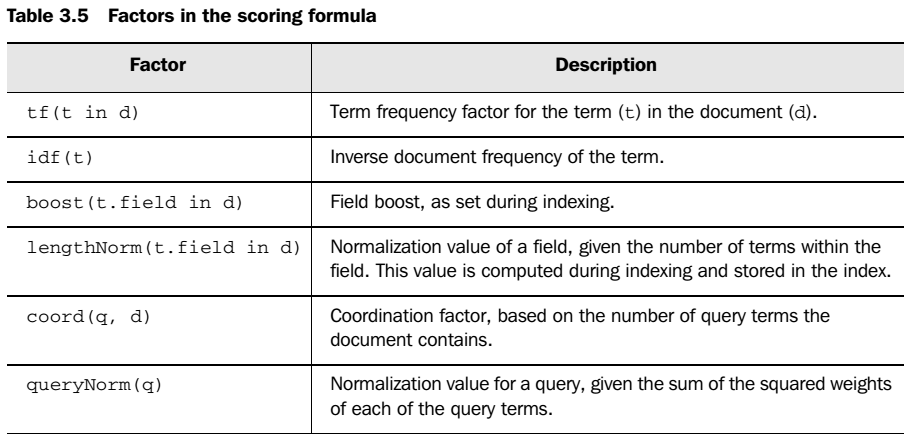 Table 3.5 Factors in the scoring formula
Factor Description
tf(t in d) Term frequency factor for the term (t) in the document (d).
idf(t) Inverse document frequency of the term.
boost(t.field in d) Field boost, as set during indexing.
lengthNorm(t.field in d) Normalization value of a field, given the number of terms within the
field. This value is computed during indexing and stored in the index.
coord(q, d) Coordination factor, based on the number of query terms the
document contains.
queryNorm(q) Normalization value for a query, given the sum of the squared weights
of each of the query terms.